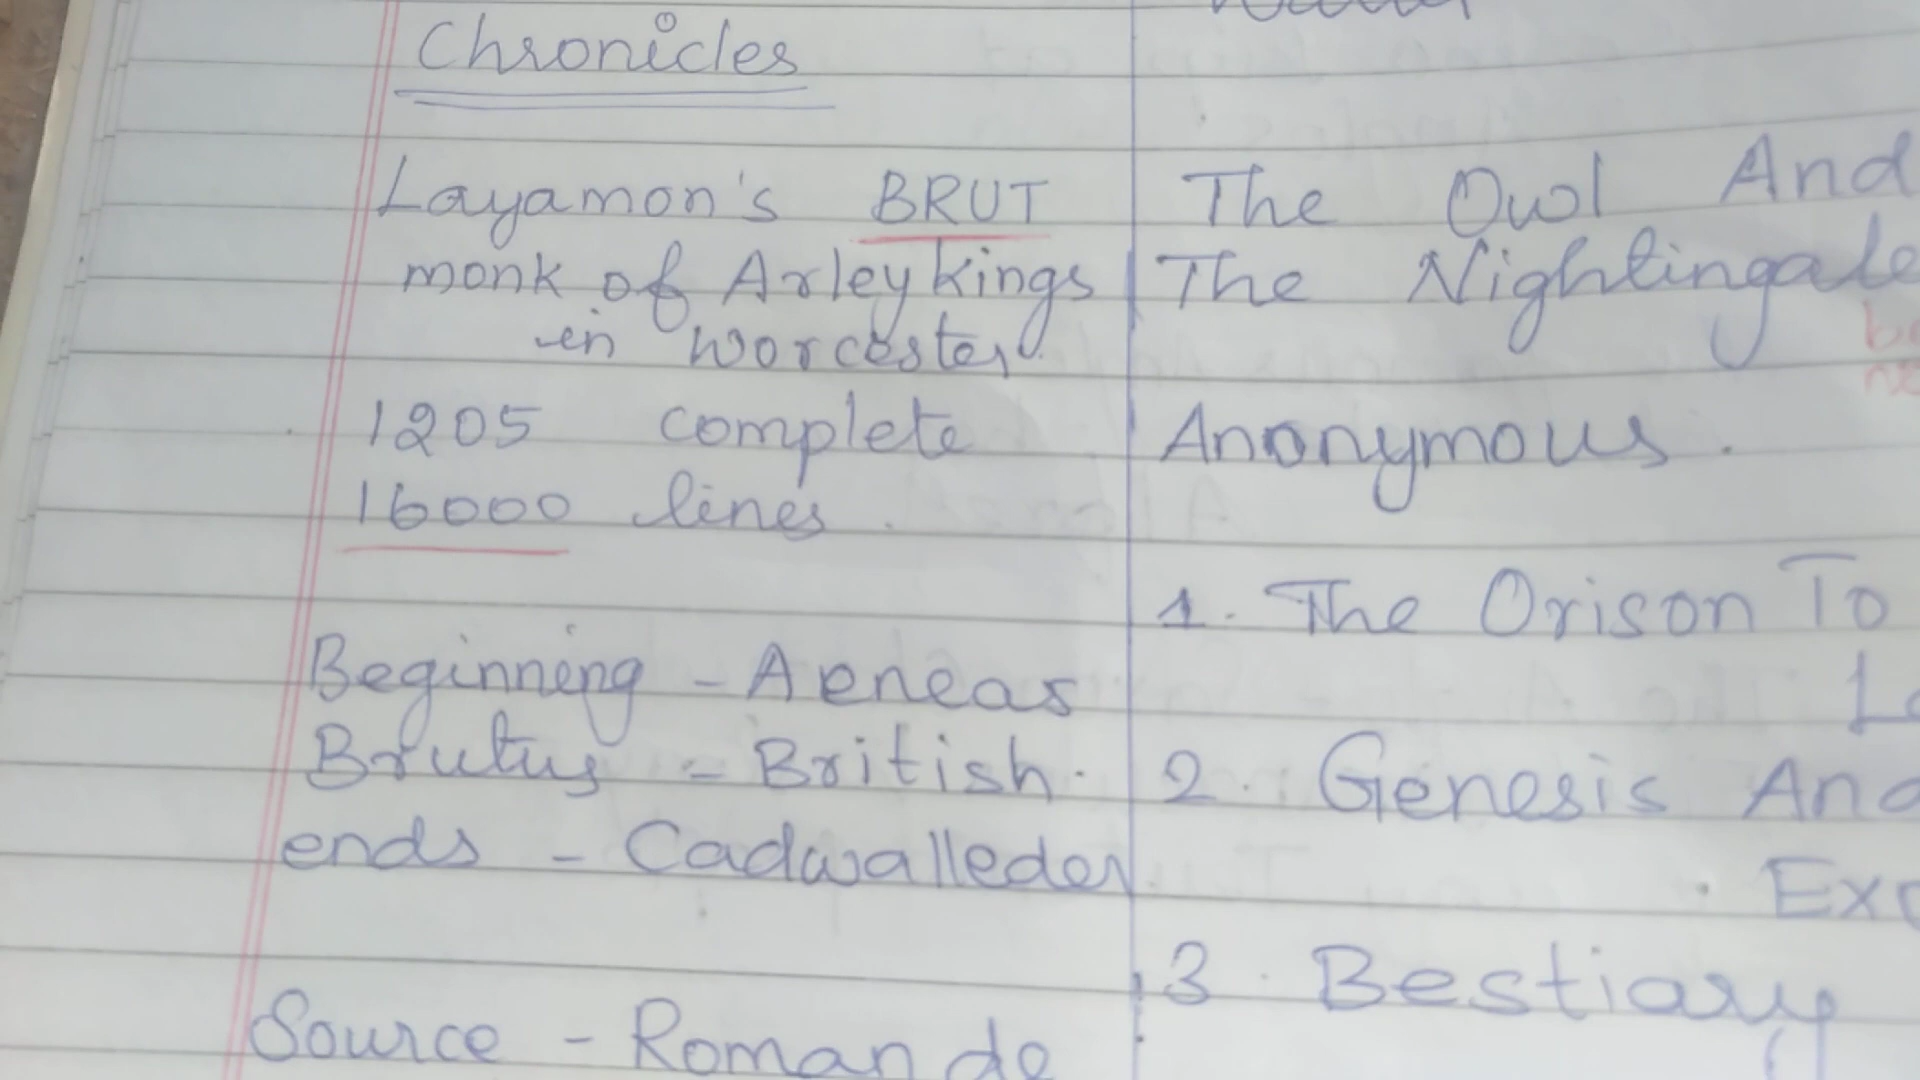 Chronicles
Layamon's BRUT
monk of Arley kings
in Worcester
1205 complete
16000 lines.
Beginning - Aeneas
Brutus - British.
ends - Cadwalleder
Source - Roman de
The Owl And
The Nightingale
Anonymous.
1. The Orison To
2. Genesis And
3. Bestiary